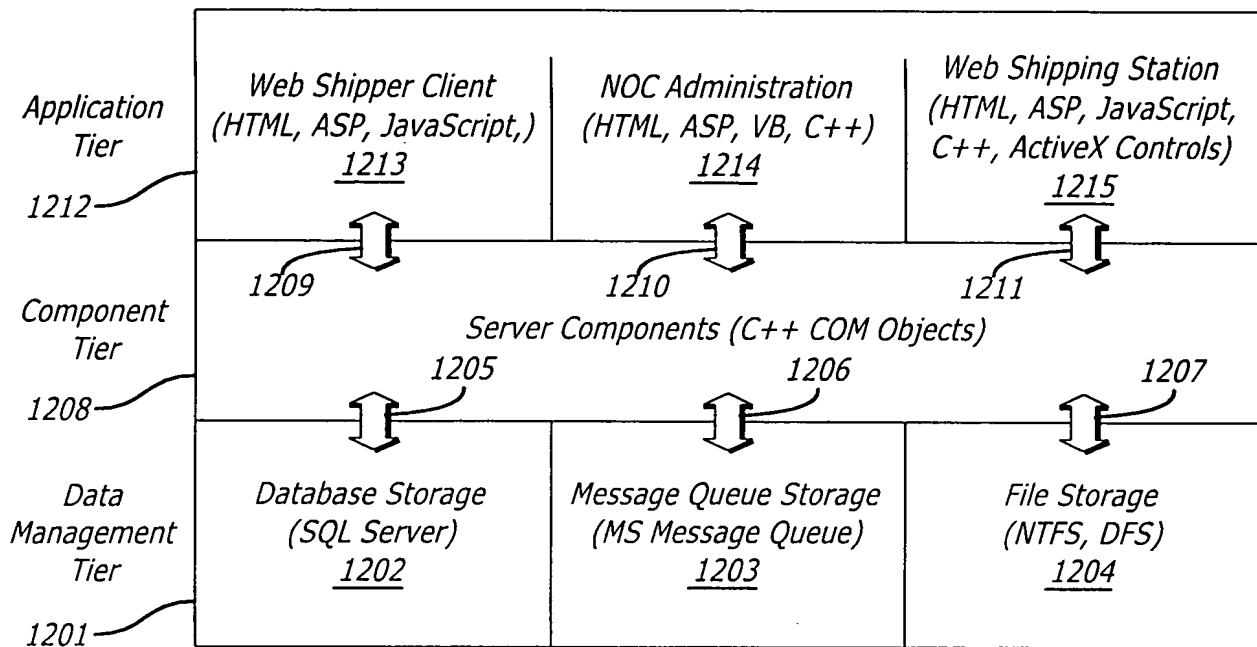 Application
Tier
1212
Web Shipper Client
(HTML, ASP, JavaScript,)
1213
NOC Administration
(HTML, ASP, VB, C++)
1214
Web Shipping Station
(HTML, ASP, JavaScript,
C++, ActiveX Controls)
1215
1209
1210
1211
Component
Tier
1208
Server Components (C++ COM Objects)
1205
1206
1207
Data
Management
Tier
1201
Database Storage
(SQL Server)
1202
Message Queue Storage
(MS Message Queue)
1203
File Storage
(NTFS, DFS)
1204